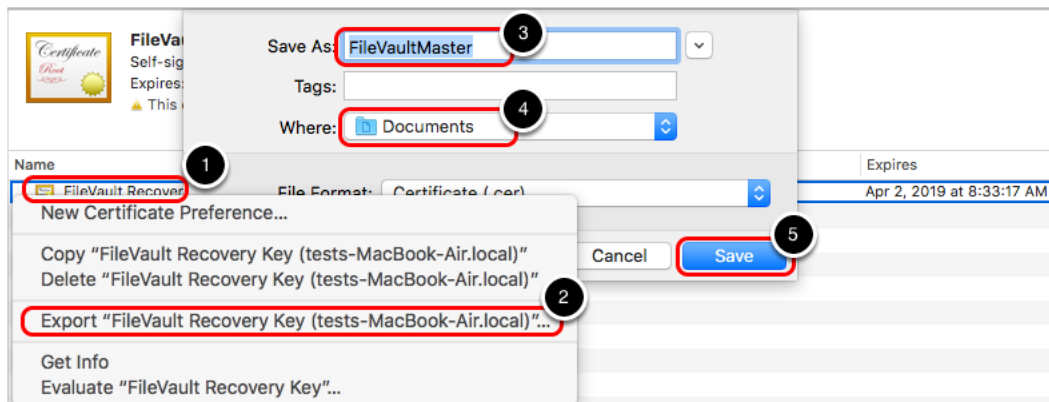 Certificate
Root
FileVau
Self-sig
Expires:
This
Save As:
FileVaultMaster
3
Tags:
Where:
Documents
4
Name
1
Expires
FileVault Recover
File Format:
Certificate (.cer)
Apr 2, 2019 at 8:33:17 AM
New Certificate Preference...
Copy “FileVault Recovery Key (tests-MacBook-Air.local)”
Cancel
Save
5
Delete “FileVault Recovery Key (tests-MacBook-Air.local)”
2
Export “FileVault Recovery Key (tests-MacBook-Air.local)”...
Get Info
Evaluate “FileVault Recovery Key”...